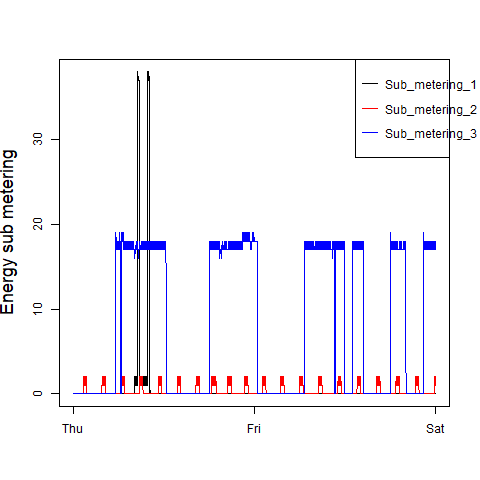 Sub_metering_1
Sub_metering_2
Sub_metering_3
Energy sub metering
30
20
10
0
Thu
Fri
Sat